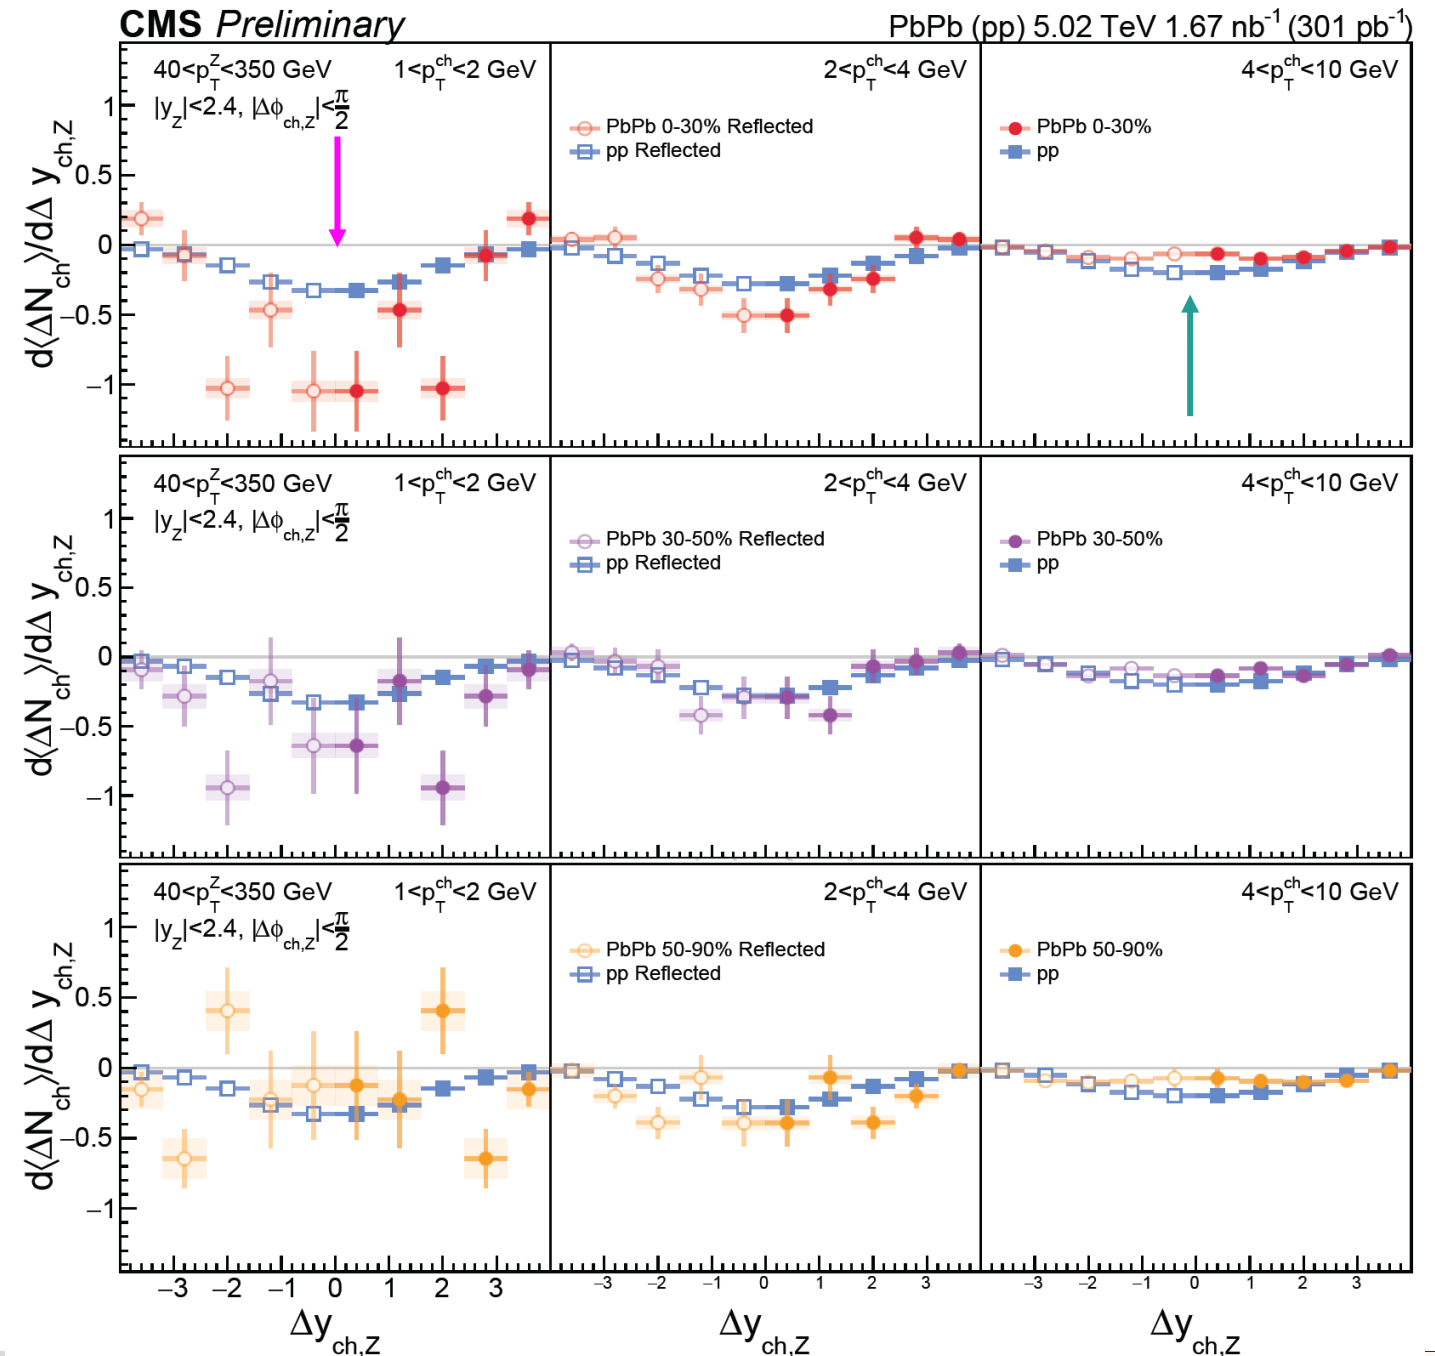 CMS Preliminary
PbPb (pp) 5.02 TeV 1.67 nb⁻¹ (301 pb⁻¹)
40<p_T^Z<350 GeV
1<p_T^ch<2 GeV
|y_Z|<2.4, |Δϕ_ch,Z|<π/2
2<p_T^ch<4 GeV
PbPb 0-30% Reflected
pp Reflected
4<p_T^ch<10 GeV
PbPb 0-30%
pp
d⟨ΔN_ch⟩/dΔ y_ch,Z
1
0.5
0
−0.5
−1
40<p_T^Z<350 GeV
1<p_T^ch<2 GeV
|y_Z|<2.4, |Δϕ_ch,Z|<π/2
2<p_T^ch<4 GeV
PbPb 30-50% Reflected
pp Reflected
4<p_T^ch<10 GeV
PbPb 30-50%
pp
d⟨ΔN_ch⟩/dΔ y_ch,Z
1
0.5
0
−0.5
−1
40<p_T^Z<350 GeV
1<p_T^ch<2 GeV
|y_Z|<2.4, |Δϕ_ch,Z|<π/2
2<p_T^ch<4 GeV
PbPb 50-90% Reflected
pp Reflected
4<p_T^ch<10 GeV
PbPb 50-90%
pp
d⟨ΔN_ch⟩/dΔ y_ch,Z
1
0.5
0
−0.5
−1
−3 −2 −1 0 1 2 3
−3 −2 −1 0 1 2 3
−3 −2 −1 0 1 2 3
Δy_ch,Z
Δy_ch,Z
Δy_ch,Z